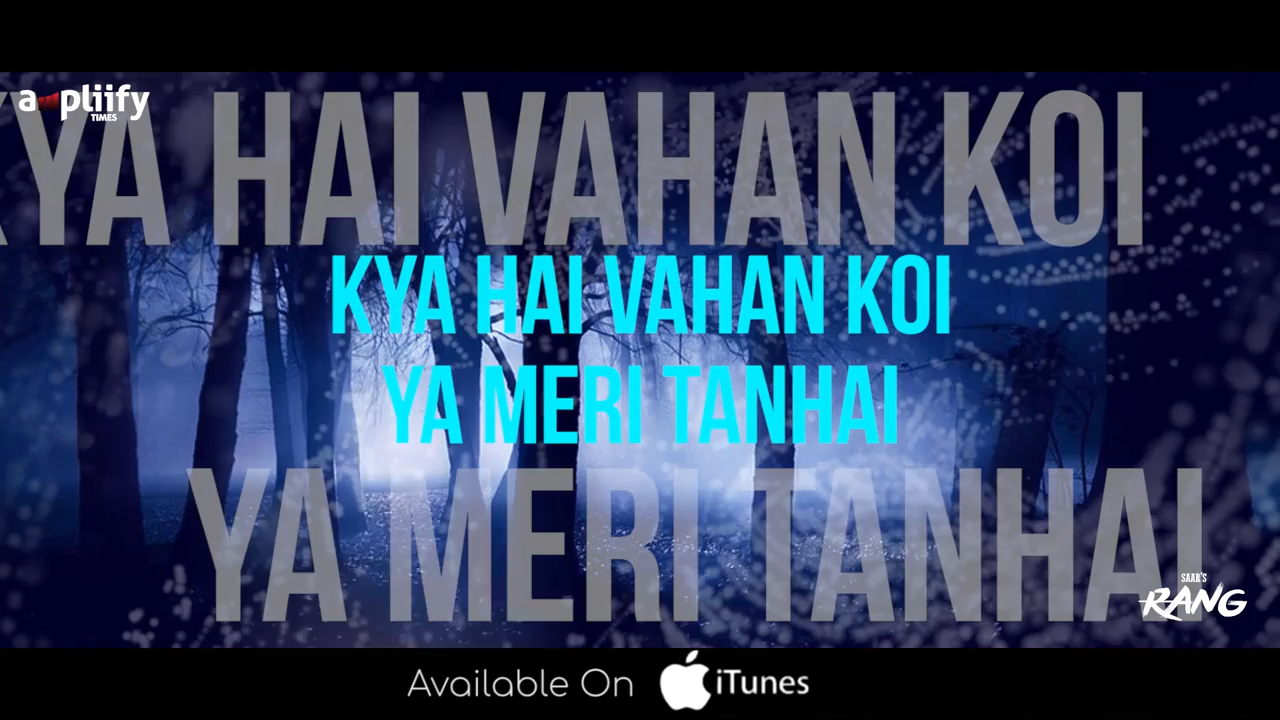 ampliify
TIMES
KYA HAI VAHAN KOI
KYA HAI VAHAN KOI
YA MERI TANHAI
YA MERI TANHAI
SAAR'S
RANG
Available On iTunes